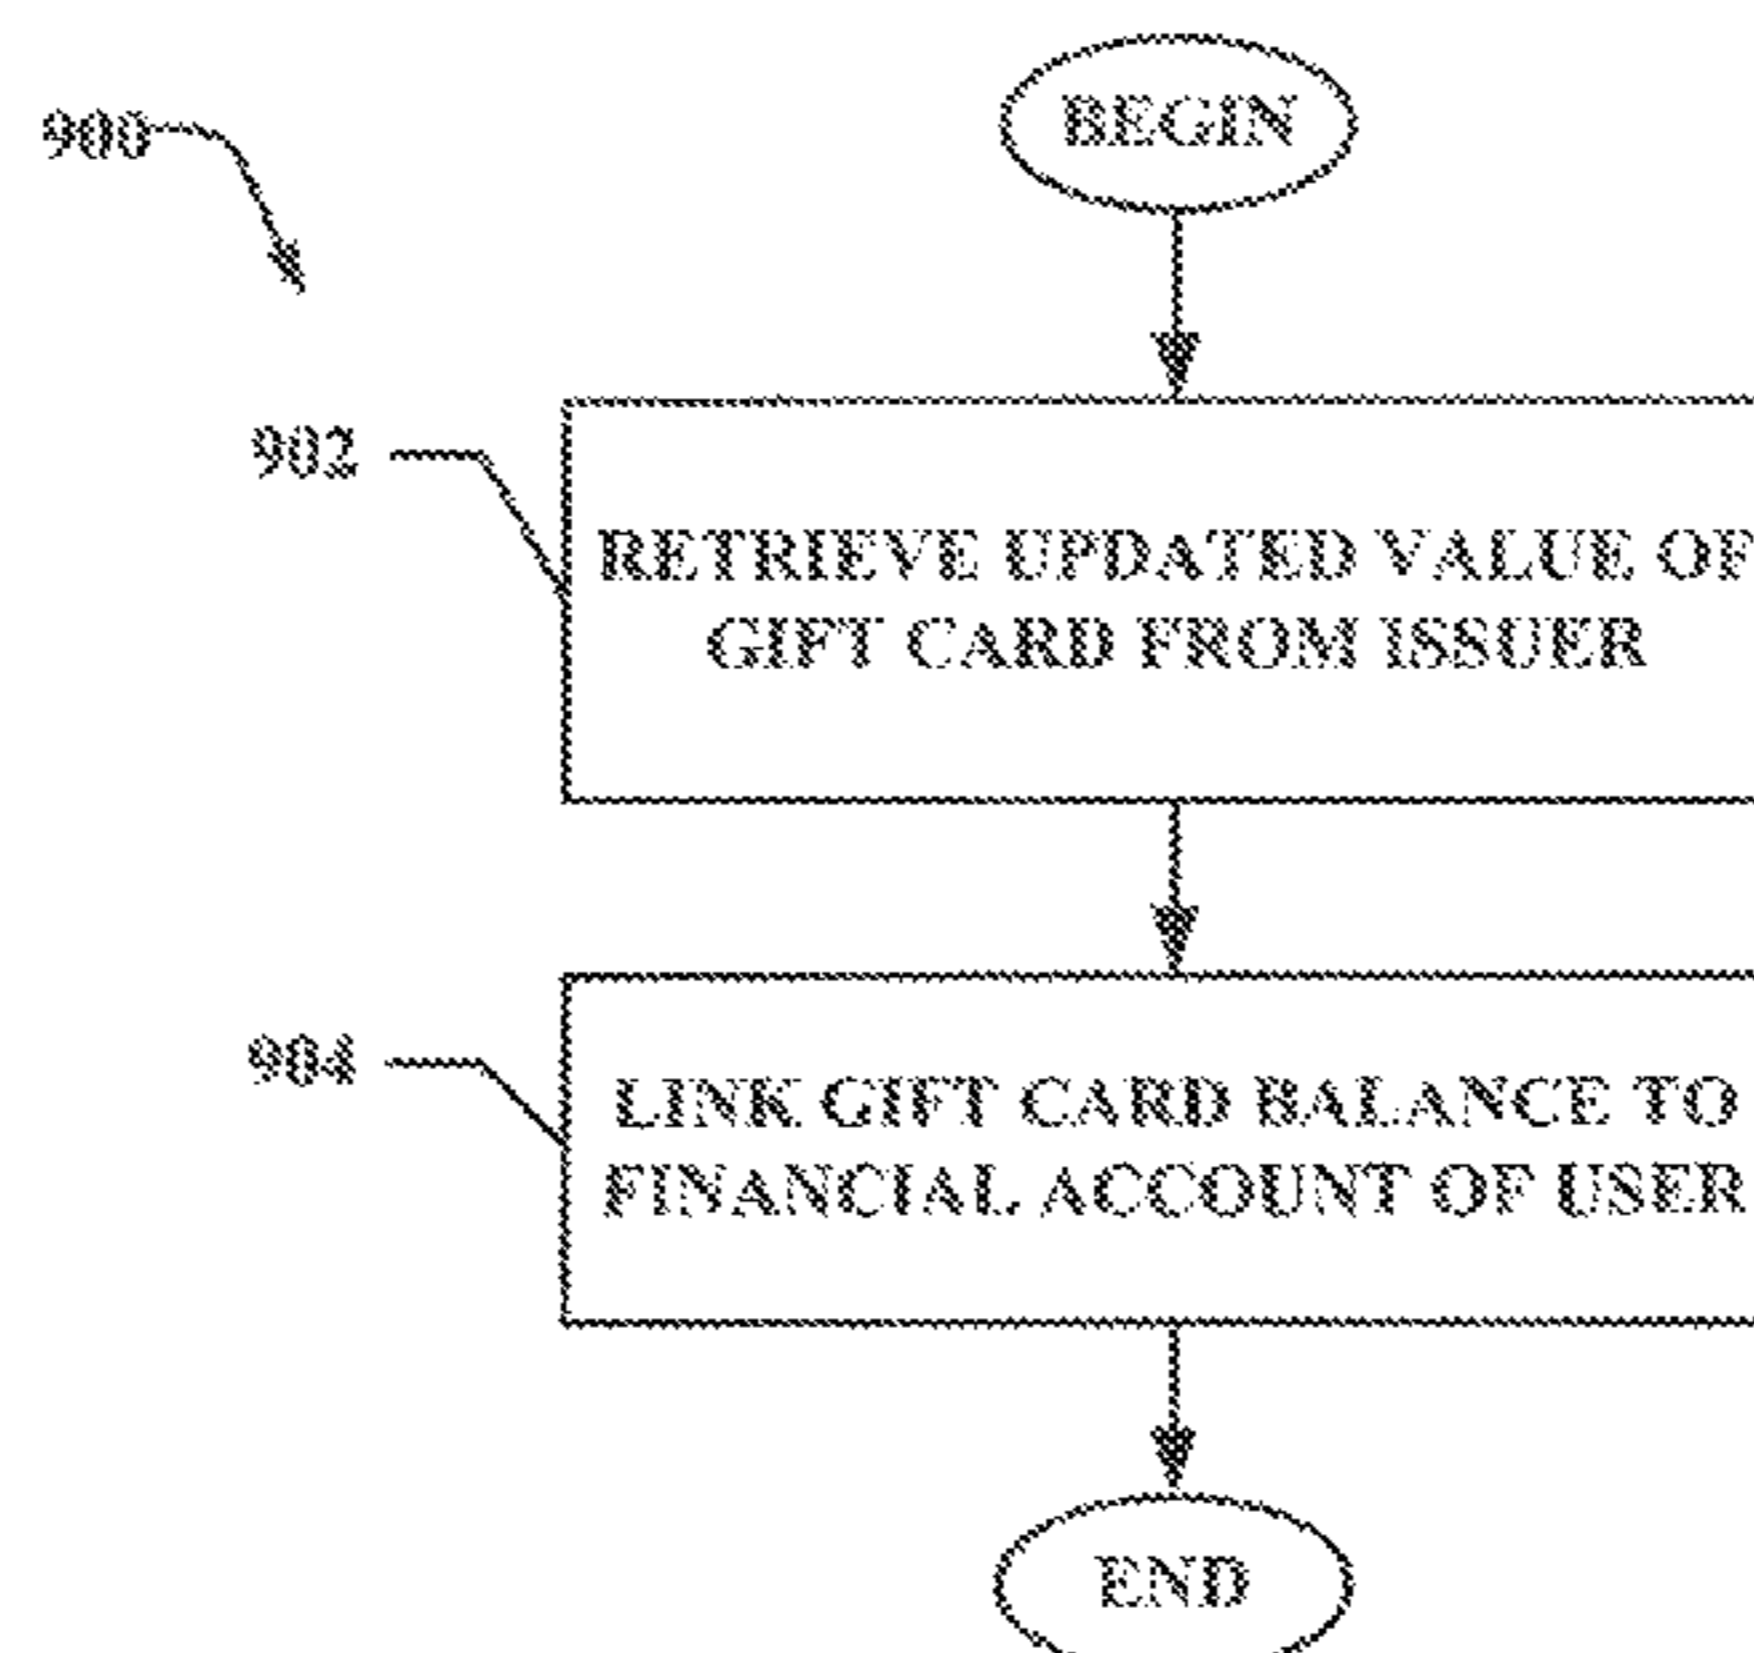 900
BEGIN
902
RETRIEVE UPDATED VALUE OF
GIFT CARD FROM ISSUER
904
LINK GIFT CARD BALANCE TO
FINANCIAL ACCOUNT OF USER
END